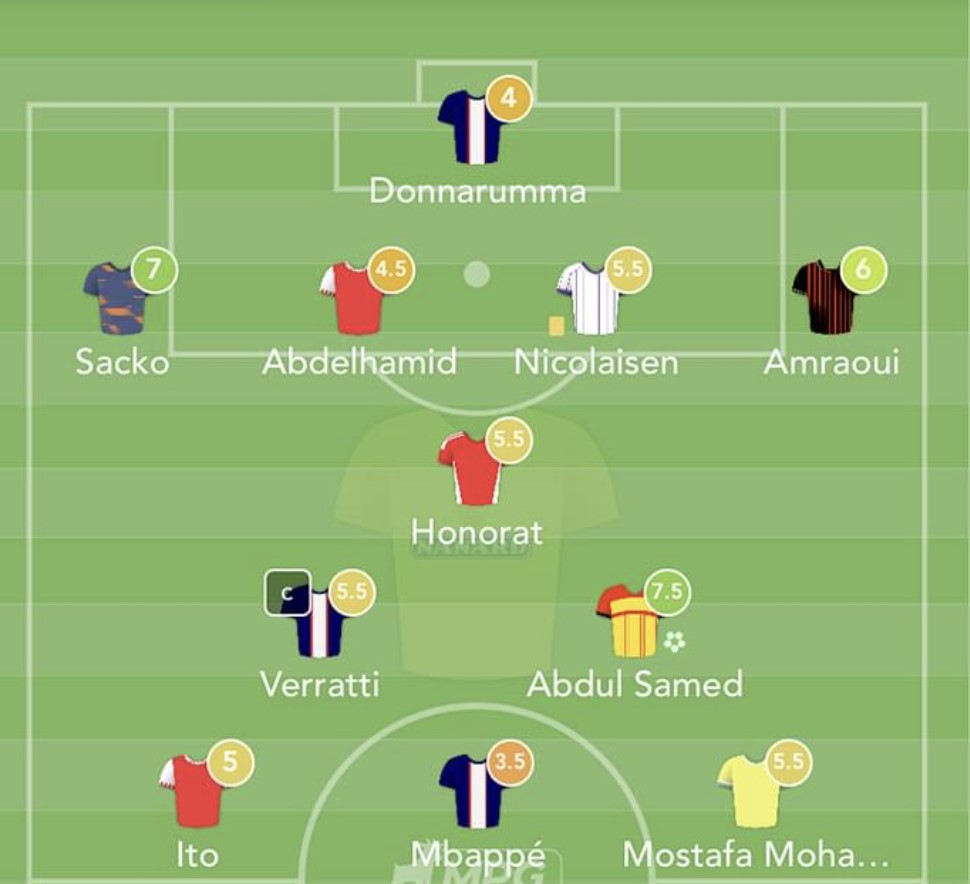 4
Donnarumma
7 4.5 5.5 6
Sacko Abdelhamid Nicolaisen Amraoui
5.5
Honorat
NANARD
C 5.5 7.5
Verratti Abdul Samed
5 3.5 5.5
Ito Mbappé Mostafa Moha...
MPG